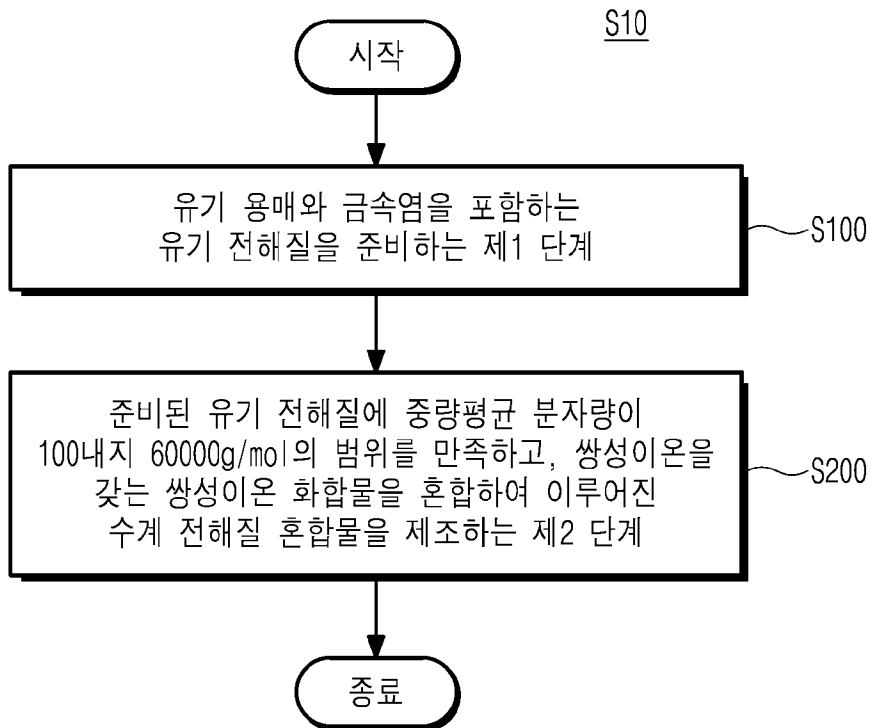 S10
시작
유기 용매와 금속염을 포함하는
유기 전해질을 준비하는 제1 단계
S100
준비된 유기 전해질에 중량평균 분자량이
100내지 60000g/mol의 범위를 만족하고, 쌍성이온을
갖는 쌍성이온 화합물을 혼합하여 이루어진
수계 전해질 혼합물을 제조하는 제2 단계
S200
종료